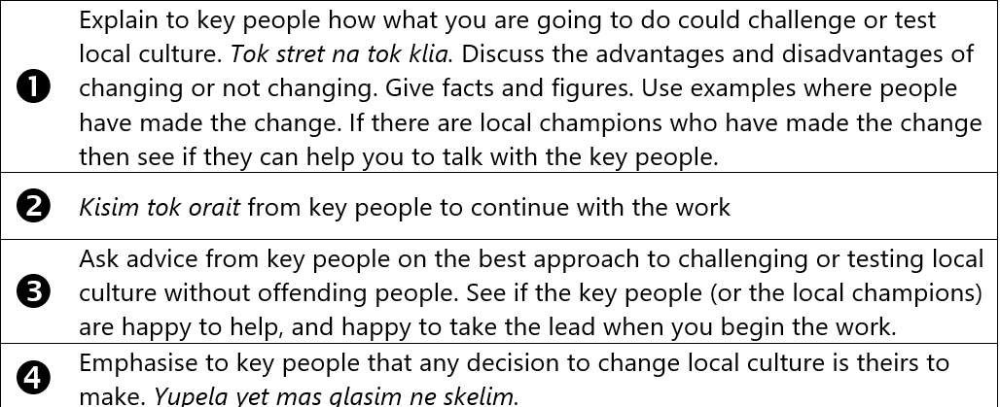 Explain to key people how what you are going to do could challenge or test
local culture. Tok stret na tok klia. Discuss the advantages and disadvantages of
❶ changing or not changing. Give facts and figures. Use examples where people
have made the change. If there are local champions who have made the change
then see if they can help you to talk with the key people.
❷ Kisim tok orait from key people to continue with the work
Ask advice from key people on the best approach to challenging or testing local
❸ culture without offending people. See if the key people (or the local champions)
are happy to help, and happy to take the lead when you begin the work.
❹ Emphasise to key people that any decision to change local culture is theirs to
make. Yupela yet mas glasim ne skelim.